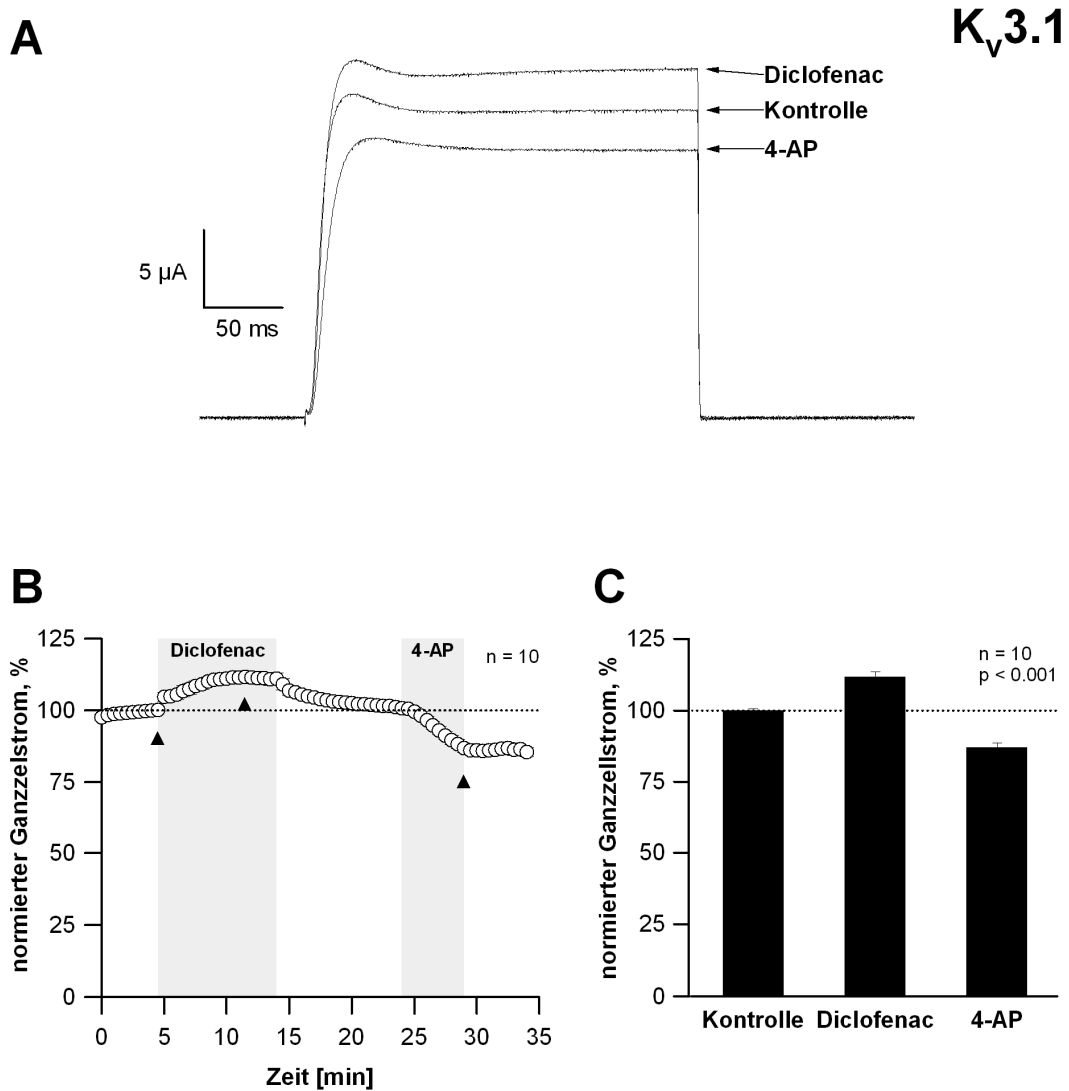 A
Kv3.1
Diclofenac
Kontrolle
4-AP
5 µA
50 ms
B
normierter Ganzzelstrom, %
125
100
75
50
25
0
Diclofenac
4-AP
n = 10
0
5
10
15
20
25
30
35
Zeit [min]
C
normierter Ganzzellstrom, %
125
100
75
50
25
0
n = 10
p < 0.001
Kontrolle
Diclofenac
4-AP